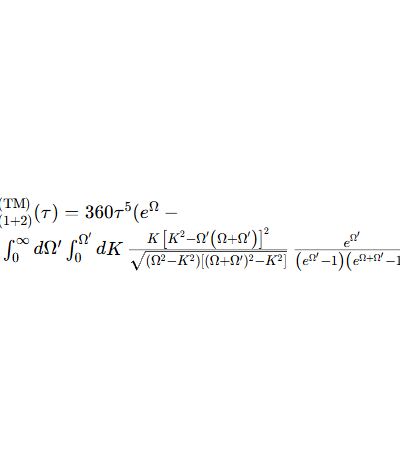 (TM)
(1+2)(τ) = 360τ⁵(e^Ω −
∫₀^∞ dΩ′ ∫₀^Ω′ dK K[K²−Ω′(Ω+Ω′)]² / √((Ω²−K²)[(Ω+Ω′)²−K²]) e^Ω′ / (e^Ω′−1)(e^Ω+Ω′−1